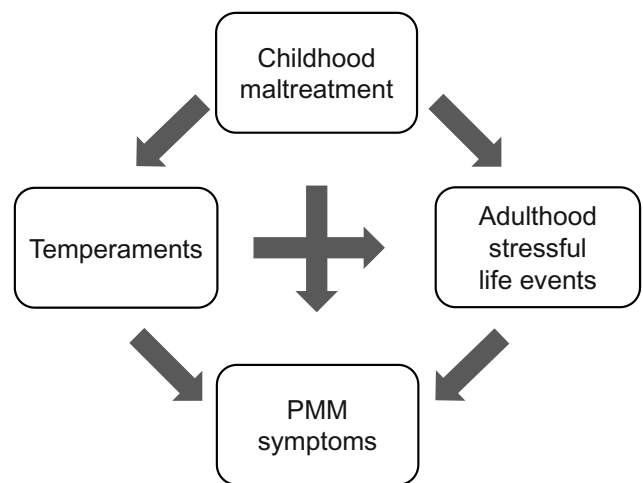 Childhood
maltreatment
Temperaments
Adulthood
stressful
life events
PMM
symptoms